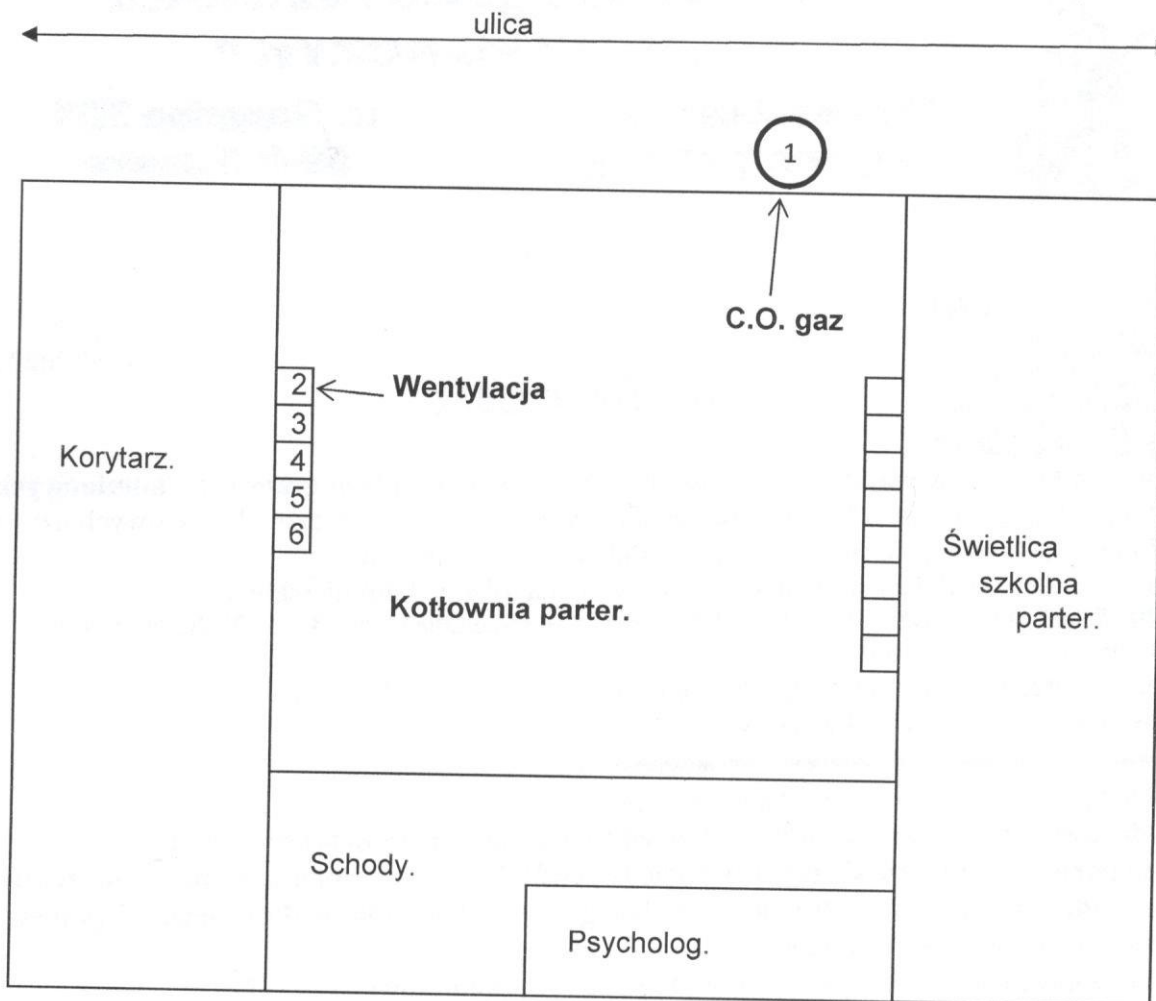 ulica
1
C.O. gaz
2
Wentylacja
3
4
5
6
Korytarz.
Kotłownia parter.
Świetlica
szkolna
parter.
Schody.
Psycholog.